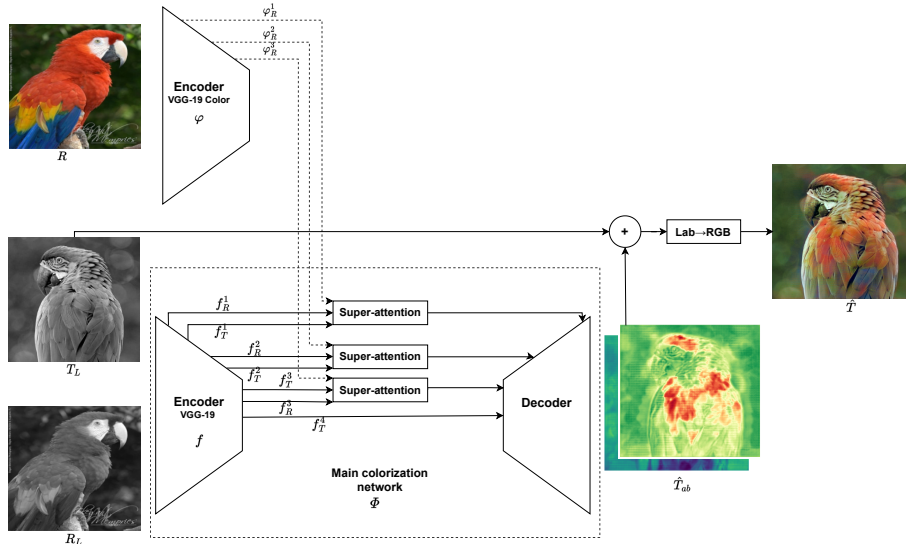 φ_R^1
φ_R^2
φ_R^3
Encoder
VGG-19 Color
φ
R
Memories
+
Lab→RGB
T̂
T_L
f_R^1
Super-attention
f_T^1
f_R^2
Super-attention
f_T^2
f_T^3
Super-attention
f_R^3
f_T^4
Encoder
VGG-19
f
Decoder
Main colorization
network
Φ
T̂_ab
Memories
R_L